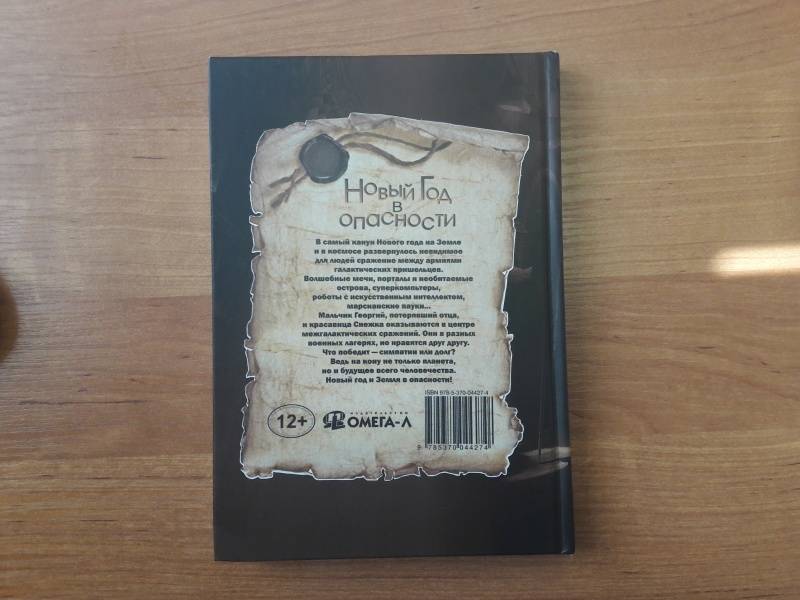 Новый Год
в
опасности
В самый канун Нового года на Земле
и в космосе развернулось невидимое
для людей сражение между армиями
галактических пришельцев.
Волшебные мечи, порталы и необитаемые
острова, суперкомпьютеры,
роботы с искусственным интеллектом,
марсианские пауки...
Мальчик Георгий, потерявший отца,
и красавица Снежка оказываются в центре
межгалактических сражений. Они в разных
военных лагерях, но нравятся друг другу.
Что победит — симпатии или долг?
Ведь на кону не только планета,
но и будущее всего человечества.
Новый год и Земля в опасности!
ISBN 978-5-370-04427-4
12+
ИЗДАТЕЛЬСТВО
ОМЕГА-Л
9 785370 044274